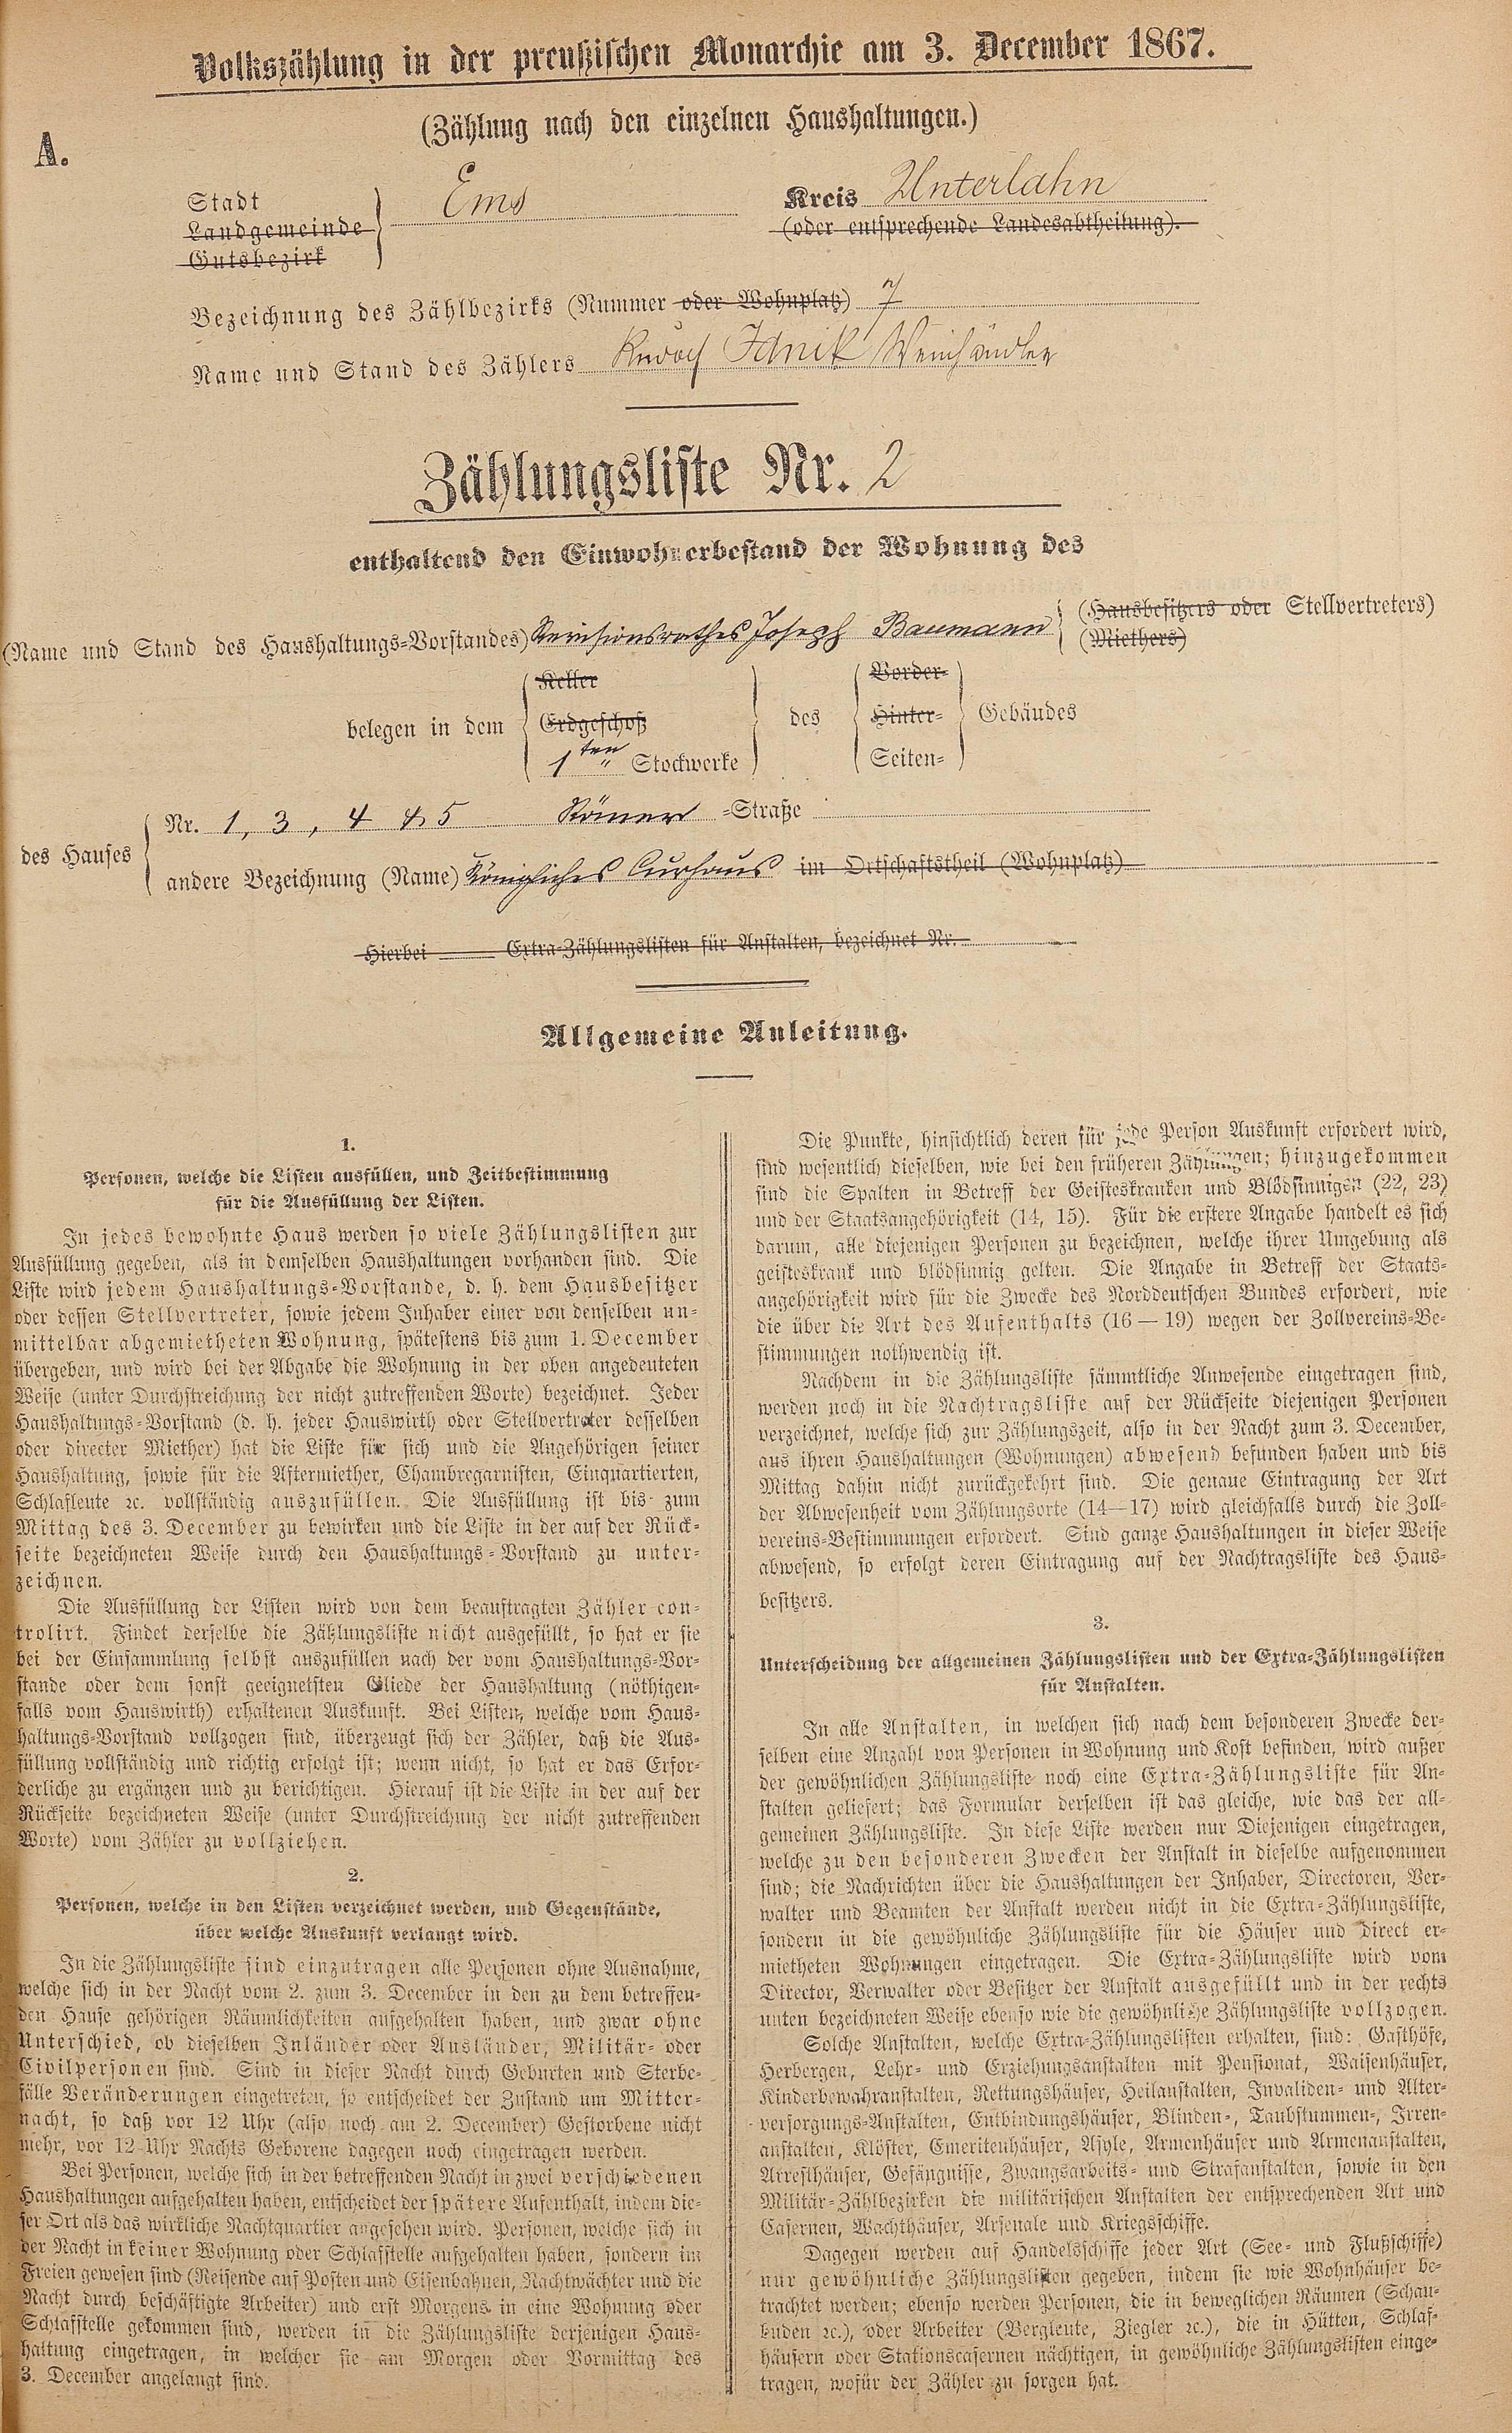 Volkszählung in der preußischen Monarchie am 3. December 1867.
(Zählung nach den einzelnen Haushaltungen.)
A.
Stadt
Landgemeinde
Gutsbezirk
Ems
Kreis Unterlahn
(oder entsprechende Landesabtheilung).
Bezeichnung des Zählbezirks (Nummer oder Wohnplatz) 7
Name und Stand des Zählers Weinhändler
Zählungsliste Nr. 2
enthaltend den Einwohnerbestand der Wohnung des
(Name und Stand des Haushaltungs-Vorstandes) Revisionsrathes Joseph Baumann
(Hausbesitzers oder Stellvertreters)
(Miethers)
belegen in dem
Keller
Erdgeschoß
1ten Stockwerke
des
Vorder-
Hinter-
Seiten-
Gebäudes
des Hauses
Nr. 1, 3, 4 & 5 Römer -Straße
andere Bezeichnung (Name) Königliches Curhaus im Ortschaftstheil (Wohnplatz)
Hierbei Extra-Zählungslisten für Anstalten, bezeichnet Nr.
Allgemeine Anleitung.
1.
Personen, welche die Listen ausfüllen, und Zeitbestimmung
für die Ausfüllung der Listen.
In jedes bewohnte Haus werden so viele Zählungslisten zur
Ausfüllung gegeben, als in demselben Haushaltungen vorhanden sind. Die
Liste wird jedem Haushaltungs-Vorstande, d. h. dem Hausbesitzer
oder dessen Stellvertreter, sowie jedem Inhaber einer von denselben un-
mittelbar abgemietheten Wohnung, spätestens bis zum 1. December
übergeben, und wird bei der Abgabe die Wohnung in der oben angedeuteten
Weise (unter Durchstreichung der nicht zutreffenden Worte) bezeichnet. Jeder
Haushaltungs-Vorstand (d. h. jeder Hauswirth oder Stellvertreter desselben
oder directer Miether) hat die Liste für sich und die Angehörigen seiner
Haushaltung, sowie für die Aftermiether, Chambregarnisten, Einquartierten,
Schlafleute ꝛc. vollständig auszufüllen. Die Ausfüllung ist bis zum
Mittag des 3. December zu bewirken und die Liste in der auf der Rück-
seite bezeichneten Weise durch den Haushaltungs-Vorstand zu unter-
zeichnen.
Die Ausfüllung der Listen wird von dem beauftragten Zähler con-
trolirt. Findet derselbe die Zählungsliste nicht ausgefüllt, so hat er sie
bei der Einsammlung selbst auszufüllen nach der vom Haushaltungs-Vor-
stande oder dem sonst geeignetsten Gliede der Haushaltung (nöthigen-
falls vom Hauswirth) erhaltenen Auskunft. Bei Listen, welche vom Haus-
haltungs-Vorstand vollzogen sind, überzeugt sich der Zähler, daß die Aus-
füllung vollständig und richtig erfolgt ist; wenn nicht, so hat er das Erfor-
derliche zu ergänzen und zu berichtigen. Hierauf ist die Liste in der auf der
Rückseite bezeichneten Weise (unter Durchstreichung der nicht zutreffenden
Worte) vom Zähler zu vollziehen.
2.
Personen, welche in den Listen verzeichnet werden, und Gegenstände,
über welche Auskunft verlangt wird.
In die Zählungsliste sind einzutragen alle Personen ohne Ausnahme,
welche sich in der Nacht vom 2. zum 3. December in den zu dem betreffen-
den Hause gehörigen Räumlichkeiten aufgehalten haben, und zwar ohne
Unterschied, ob dieselben Inländer oder Ausländer, Militär- oder
Civilpersonen sind. Sind in dieser Nacht durch Geburten und Sterbe-
fälle Veränderungen eingetreten, so entscheidet der Zustand um Mitter-
nacht, so daß vor 12 Uhr (also noch am 2. December) Gestorbene nicht
mehr, vor 12 Uhr Nachts Geborene dagegen noch eingetragen werden.
Bei Personen, welche sich in der betreffenden Nacht in zwei verschiedenen
Haushaltungen aufgehalten haben, entscheidet der spätere Aufenthalt, indem die-
ser Ort als das wirkliche Nachtquartier angesehen wird. Personen, welche sich in
der Nacht in keiner Wohnung oder Schlafstelle aufgehalten haben, sondern im
Freien gewesen sind (Reisende auf Posten und Eisenbahnen, Nachtwächter und die
Nacht durch beschäftigte Arbeiter) und erst Morgens in eine Wohnung oder
Schlafstelle gekommen sind, werden in die Zählungsliste derjenigen Haus-
haltung eingetragen, in welcher sie am Morgen oder Vormittag des
3. December angelangt sind.
Die Punkte, hinsichtlich deren für jede Person Auskunft erfordert wird,
sind wesentlich dieselben, wie bei den früheren Zählungen; hinzugekommen
sind die Spalten in Betreff der Geisteskranken und Blödsinnigen (22, 23)
und der Staatsangehörigkeit (14, 15). Für die erstere Angabe handelt es sich
darum, alle diejenigen Personen zu bezeichnen, welche ihrer Umgebung als
geisteskrank und blödsinnig gelten. Die Angabe in Betreff der Staats-
angehörigkeit wird für die Zwecke des Norddeutschen Bundes erfordert, wie
die über die Art des Aufenthalts (16 — 19) wegen der Zollvereins-Be-
stimmungen nothwendig ist.
Nachdem in die Zählungsliste sämmtliche Anwesende eingetragen sind,
werden noch in die Nachtragsliste auf der Rückseite diejenigen Personen
verzeichnet, welche sich zur Zählungszeit, also in der Nacht zum 3. December,
aus ihren Haushaltungen (Wohnungen) abwesend befunden haben und bis
Mittag dahin nicht zurückgekehrt sind. Die genaue Eintragung der Art
der Abwesenheit vom Zählungsorte (14—17) wird gleichfalls durch die Zoll-
vereins-Bestimmungen erfordert. Sind ganze Haushaltungen in dieser Weise
abwesend, so erfolgt deren Eintragung auf der Nachtragsliste des Haus-
besitzers.
3.
Unterscheidung der allgemeinen Zählungslisten und der Extra-Zählungslisten
für Anstalten.
In alle Anstalten, in welchen sich nach dem besonderen Zwecke der-
selben eine Anzahl von Personen in Wohnung und Kost befinden, wird außer
der gewöhnlichen Zählungsliste noch eine Extra-Zählungsliste für An-
stalten geliefert; das Formular derselben ist das gleiche, wie das der all-
gemeinen Zählungsliste. In diese Liste werden nur Diejenigen eingetragen,
welche zu den besonderen Zwecken der Anstalt in dieselbe aufgenommen
sind; die Nachrichten über die Haushaltungen der Inhaber, Directoren, Ver-
walter und Beamten der Anstalt werden nicht in die Extra-Zählungsliste,
sondern in die gewöhnliche Zählungsliste für die Häuser und direct er-
mietheten Wohnungen eingetragen. Die Extra-Zählungsliste wird vom
Director, Verwalter oder Besitzer der Anstalt ausgefüllt und in der rechts
unten bezeichneten Weise ebenso wie die gewöhnliche Zählungsliste vollzogen.
Solche Anstalten, welche Extra-Zählungslisten erhalten, sind: Gasthöfe,
Herbergen, Lehr- und Erziehungsanstalten mit Pensionat, Waisenhäuser,
Kinderbewahranstalten, Rettungshäuser, Heilanstalten, Invaliden- und Alter-
versorgungs-Anstalten, Entbindungshäuser, Blinden-, Taubstummen-, Irren-
anstalten, Klöster, Emeritenhäuser, Asyle, Armenhäuser und Armenanstalten,
Arresthäuser, Gefängnisse, Zwangsarbeits- und Strafanstalten, sowie in den
Militär-Zählbezirken die militärischen Anstalten der entsprechenden Art und
Casernen, Wachthäuser, Arsenale und Kriegsschiffe.
Dagegen werden auf Handelsschiffe jeder Art (See- und Flußschiffe)
nur gewöhnliche Zählungslisten gegeben, indem sie wie Wohnhäuser be-
trachtet werden; ebenso werden Personen, die in beweglichen Räumen (Schau-
buden ꝛc.), oder Arbeiter (Bergleute, Ziegler ꝛc.), die in Hütten, Schlaf-
häusern oder Stationscasernen nächtigen, in gewöhnliche Zählungslisten einge-
tragen, wofür der Zähler zu sorgen hat.